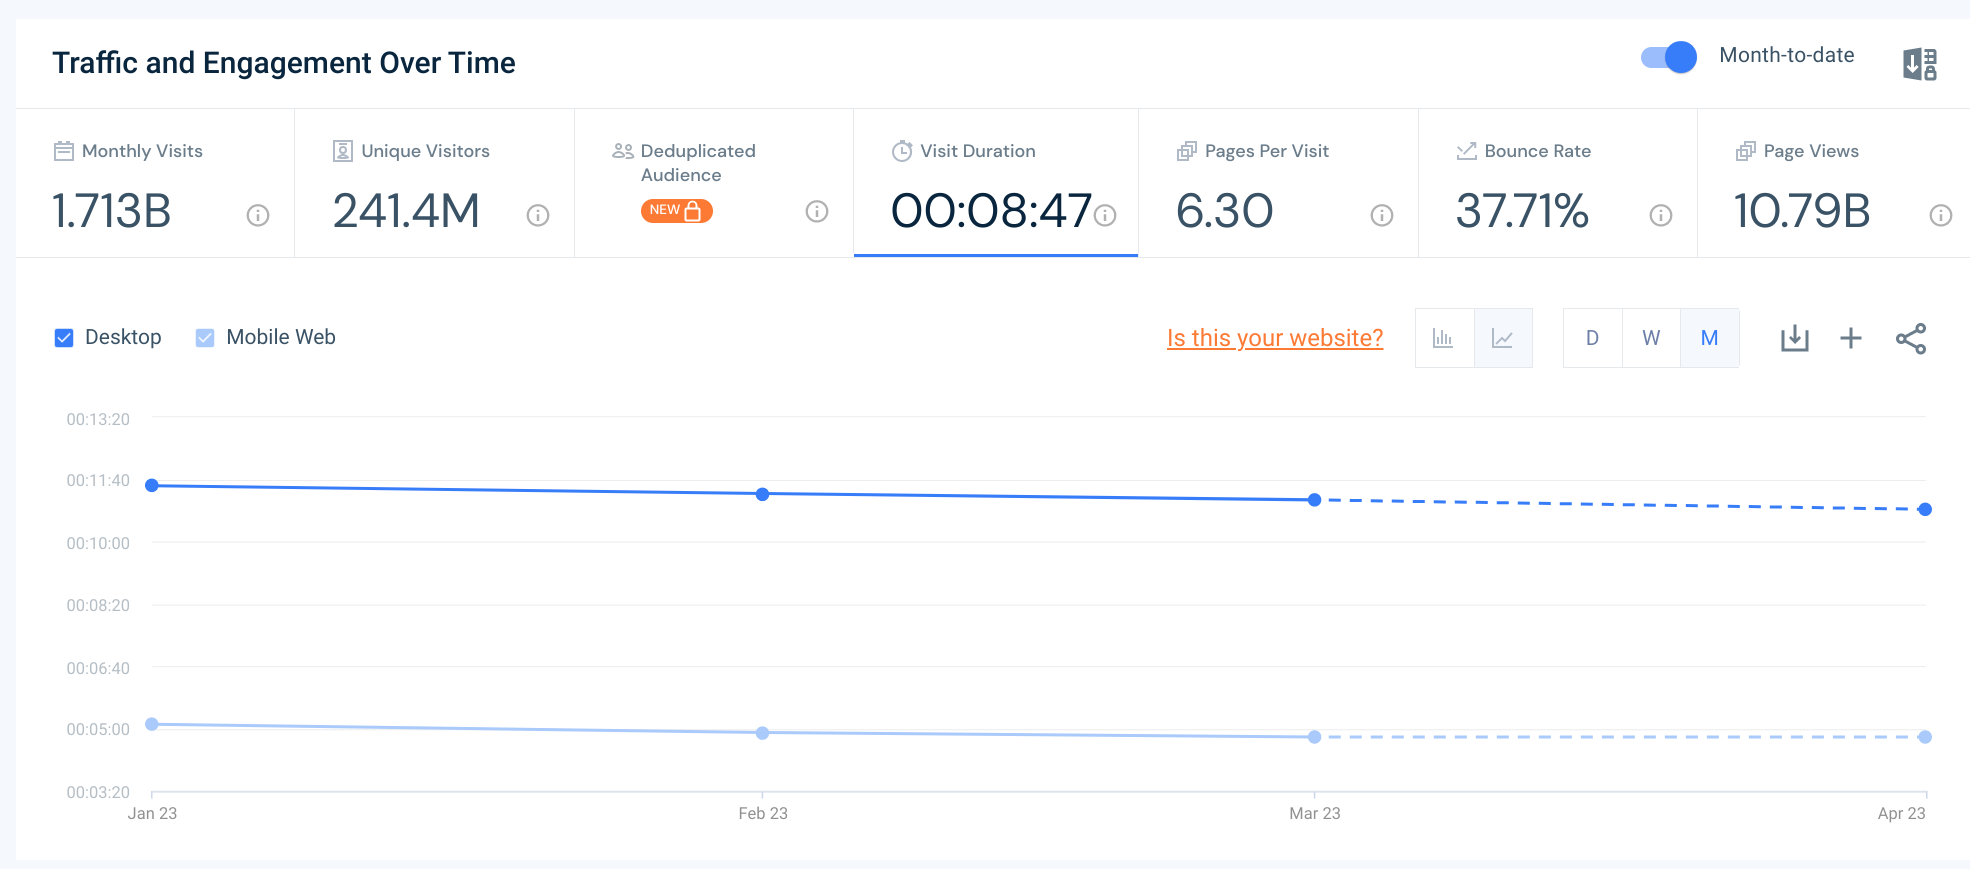 Traffic and Engagement Over Time
Month-to-date
Monthly Visits
1.713B
Unique Visitors
241.4M
Deduplicated
Audience
NEW
Visit Duration
00:08:47
Pages Per Visit
6.30
Bounce Rate
37.71%
Page Views
10.79B
Desktop
Mobile Web
Is this your website?
D
W
M
00:13:20
00:11:40
00:10:00
00:08:20
00:06:40
00:05:00
00:03:20
Jan 23
Feb 23
Mar 23
Apr 23